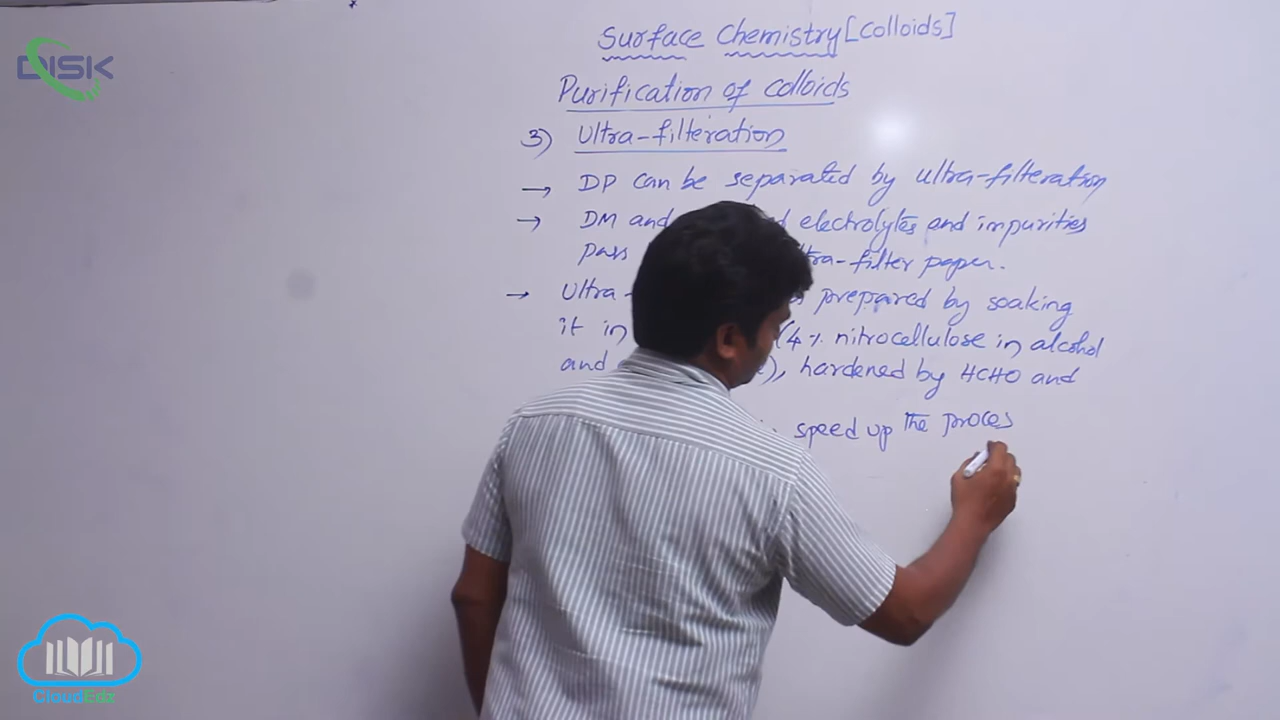 DISK
Surface Chemistry [Colloids]
Purification of colloids
3) Ultra-filteration
→ DP can be separated by ultra-filteration
→ DM and electrolytes and impurities
pass filter paper.
→ Ultra- prepared by soaking
it in (4% nitrocellulose in alcohol
and ), hardened by HCHO and
speed up the proces
CloudEdz